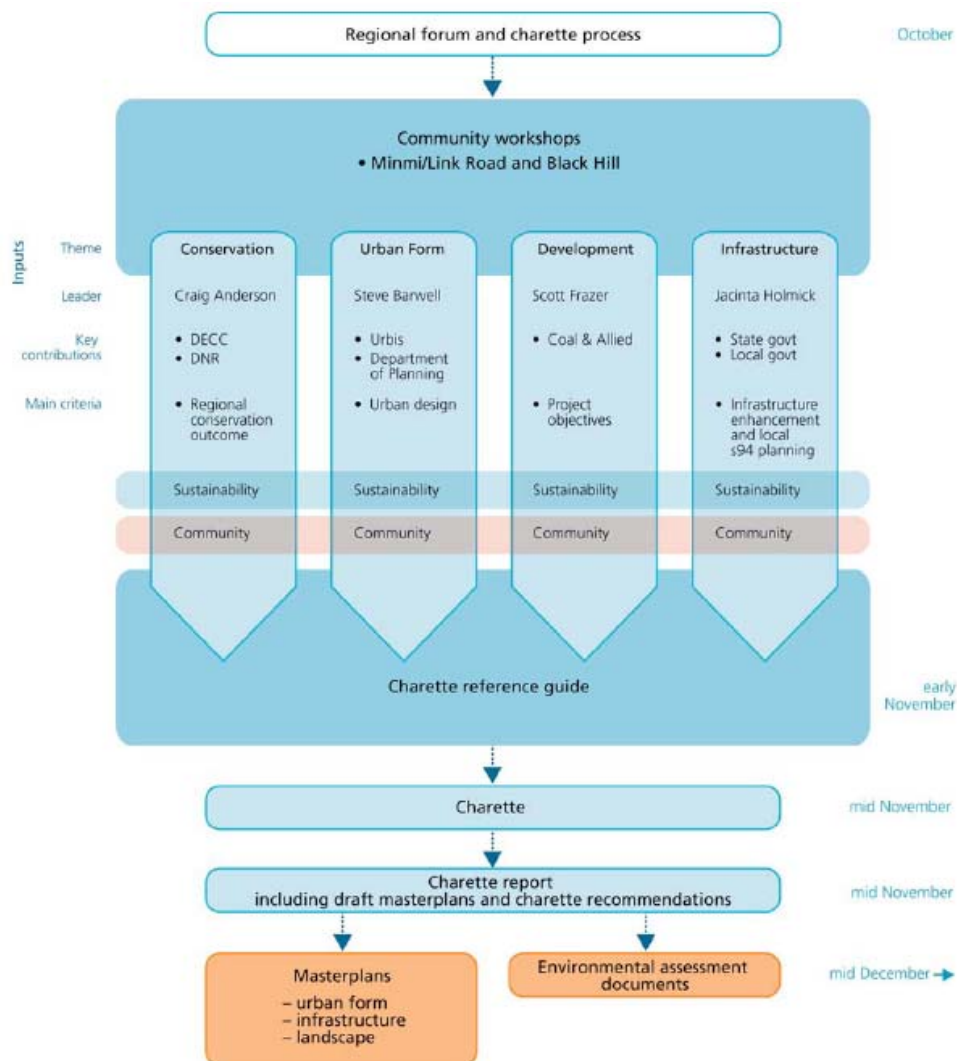 Regional forum and charette process
October
Community workshops
• Minmi/Link Road and Black Hill
Inputs
Theme
Conservation
Urban Form
Development
Infrastructure
Leader
Craig Anderson
Steve Barwell
Scott Frazer
Jacinta Holmick
Key
contributions
• DECC
• DNR
• Urbis
• Department
of Planning
• Coal & Allied
• State govt
• Local govt
Main criteria
• Regional
conservation
outcome
• Urban design
• Project
objectives
• Infrastructure
enhancement
and local
s94 planning
Sustainability
Sustainability
Sustainability
Sustainability
Community
Community
Community
Community
Charette reference guide
early
November
Charette
mid November
Charette report
including draft masterplans and charette recommendations
mid November
Masterplans
– urban form
– infrastructure
– landscape
Environmental assessment
documents
mid December